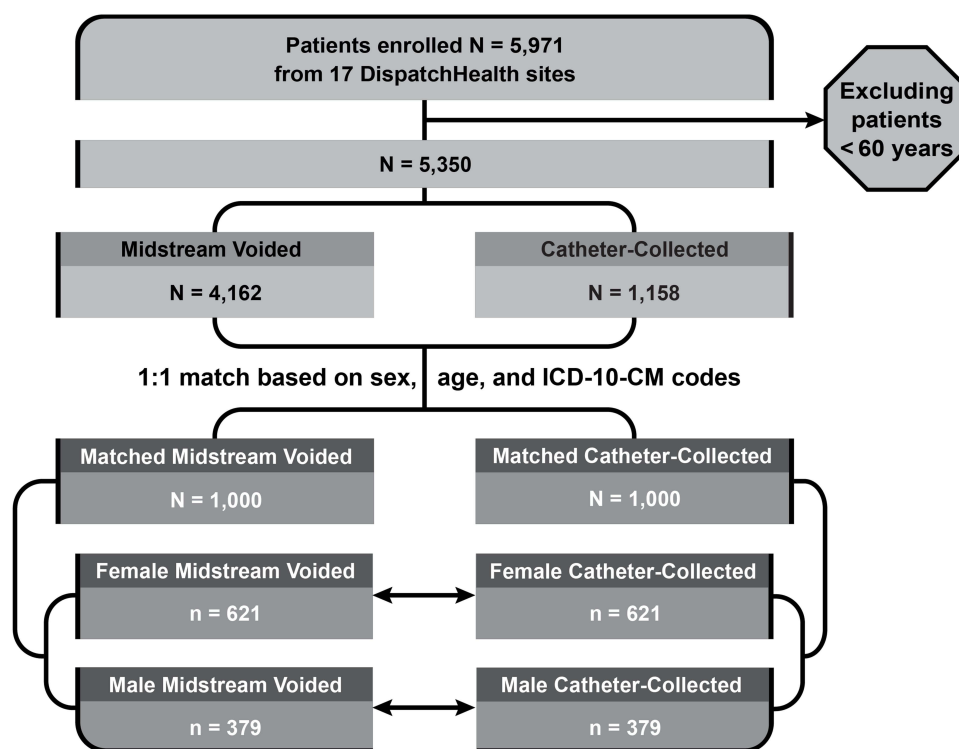 Patients enrolled N = 5,971
from 17 DispatchHealth sites
Excluding
patients
< 60 years
N = 5,350
Midstream Voided
N = 4,162
Catheter-Collected
N = 1,158
1:1 match based on sex, age, and ICD-10-CM codes
Matched Midstream Voided
N = 1,000
Matched Catheter-Collected
N = 1,000
Female Midstream Voided
n = 621
Female Catheter-Collected
n = 621
Male Midstream Voided
n = 379
Male Catheter-Collected
n = 379